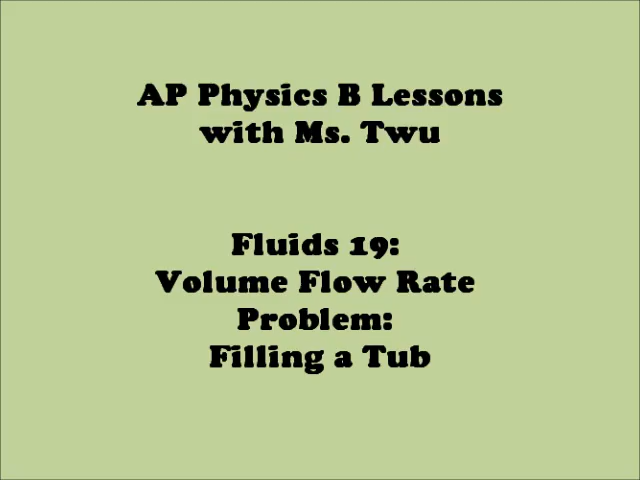 AP Physics B Lessons
with Ms. Twu
Fluids 19:
Volume Flow Rate
Problem:
Filling a Tub